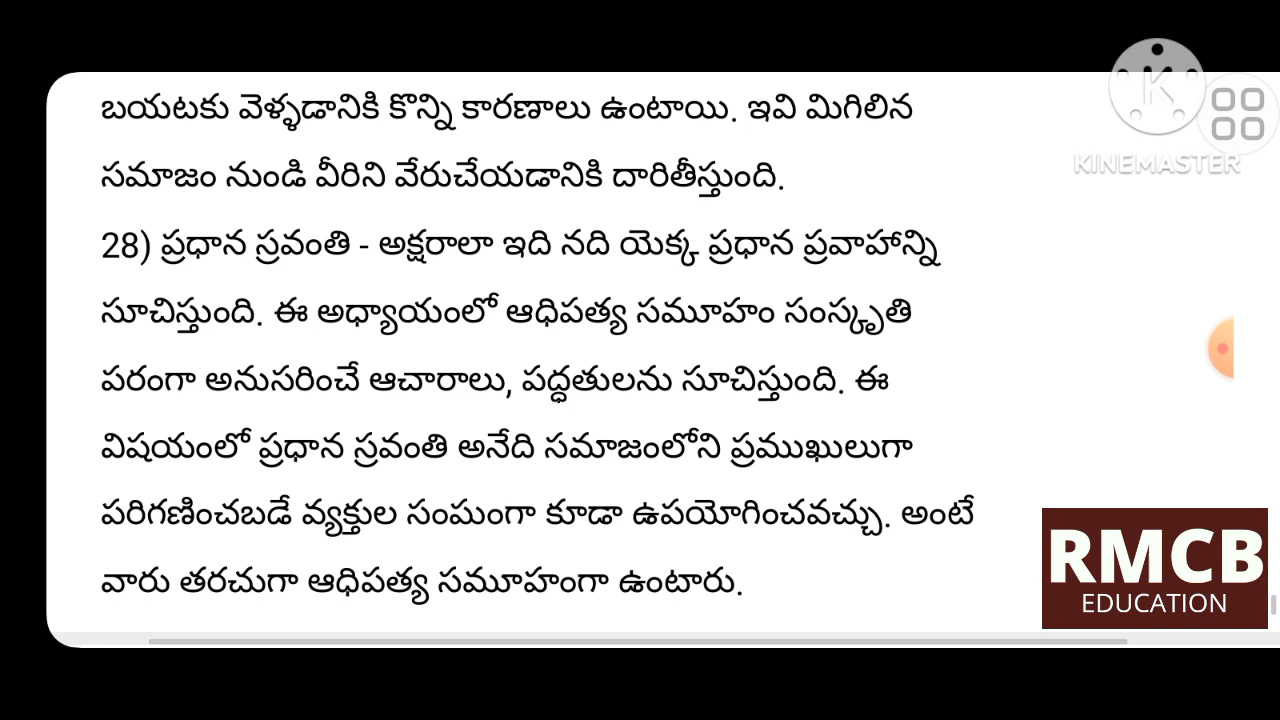 బయటకు వెళ్ళడానికి కొన్ని కారణాలు ఉంటాయి. ఇవి మిగిలిన
సమాజం నుండి వీరిని వేరుచేయడానికి దారితీస్తుంది.
28) ప్రధాన స్రవంతి - అక్షరాలా ఇది నది యెక్క ప్రధాన ప్రవాహాన్ని
సూచిస్తుంది. ఈ అధ్యాయంలో ఆధిపత్య సమూహం సంస్కృతి
పరంగా అనుసరించే ఆచారాలు, పద్ధతులను సూచిస్తుంది. ఈ
విషయంలో ప్రధాన స్రవంతి అనేది సమాజంలోని ప్రముఖులుగా
పరిగణించబడే వ్యక్తుల సంఘంగా కూడా ఉపయోగించవచ్చు. అంటే
వారు తరచుగా ఆధిపత్య సమూహంగా ఉంటారు.
K
KINEMASTER
RMCB
EDUCATION